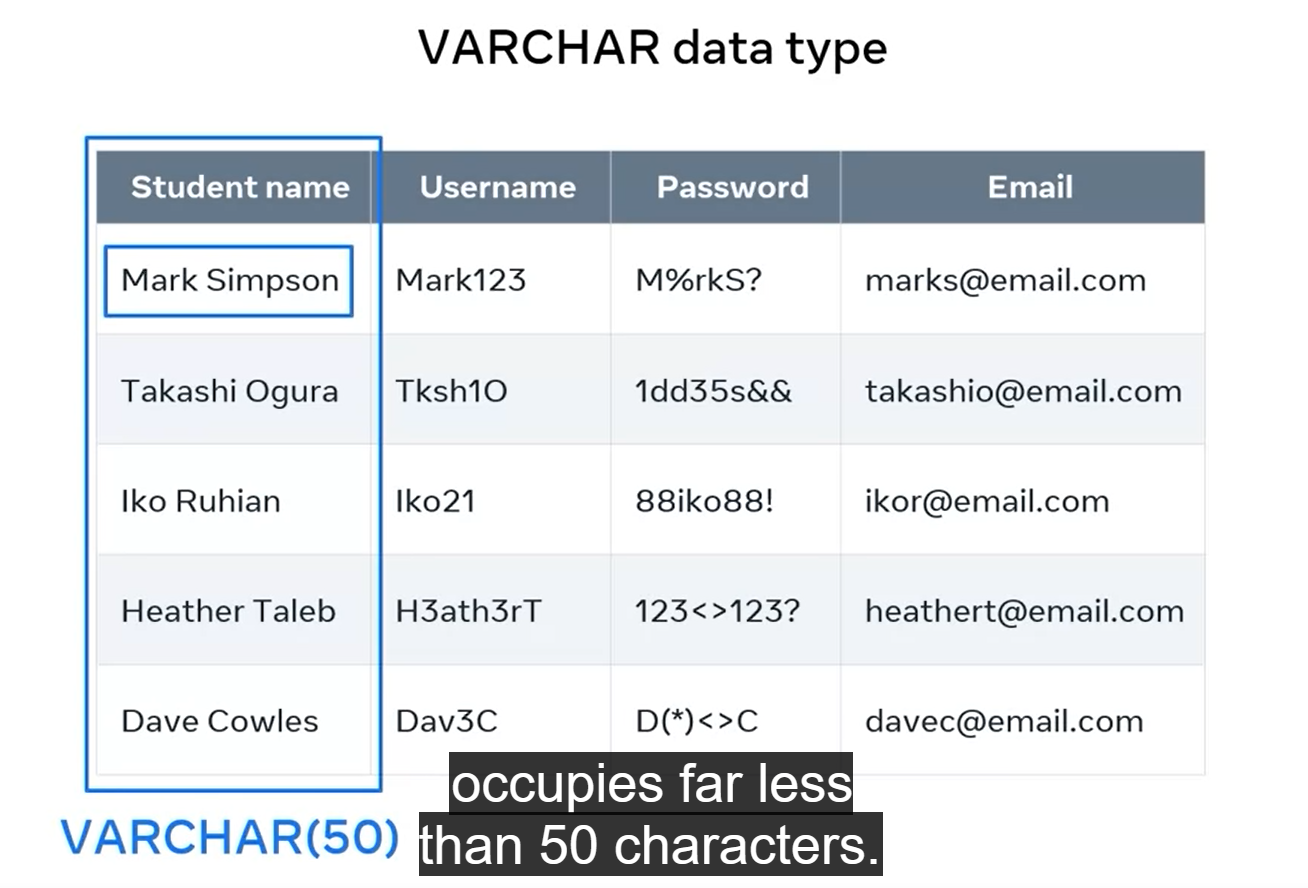 VARCHAR data type
Student name Username Password Email
Mark Simpson Mark123 M%rkS? marks@email.com
Takashi Ogura Tksh1O 1dd35s&& takashio@email.com
Iko Ruhian Iko21 88iko88! ikor@email.com
Heather Taleb H3ath3rT 123<>123? heathert@email.com
Dave Cowles Dav3C D(*)<>C davec@email.com
VARCHAR(50)
occupies far less
than 50 characters.